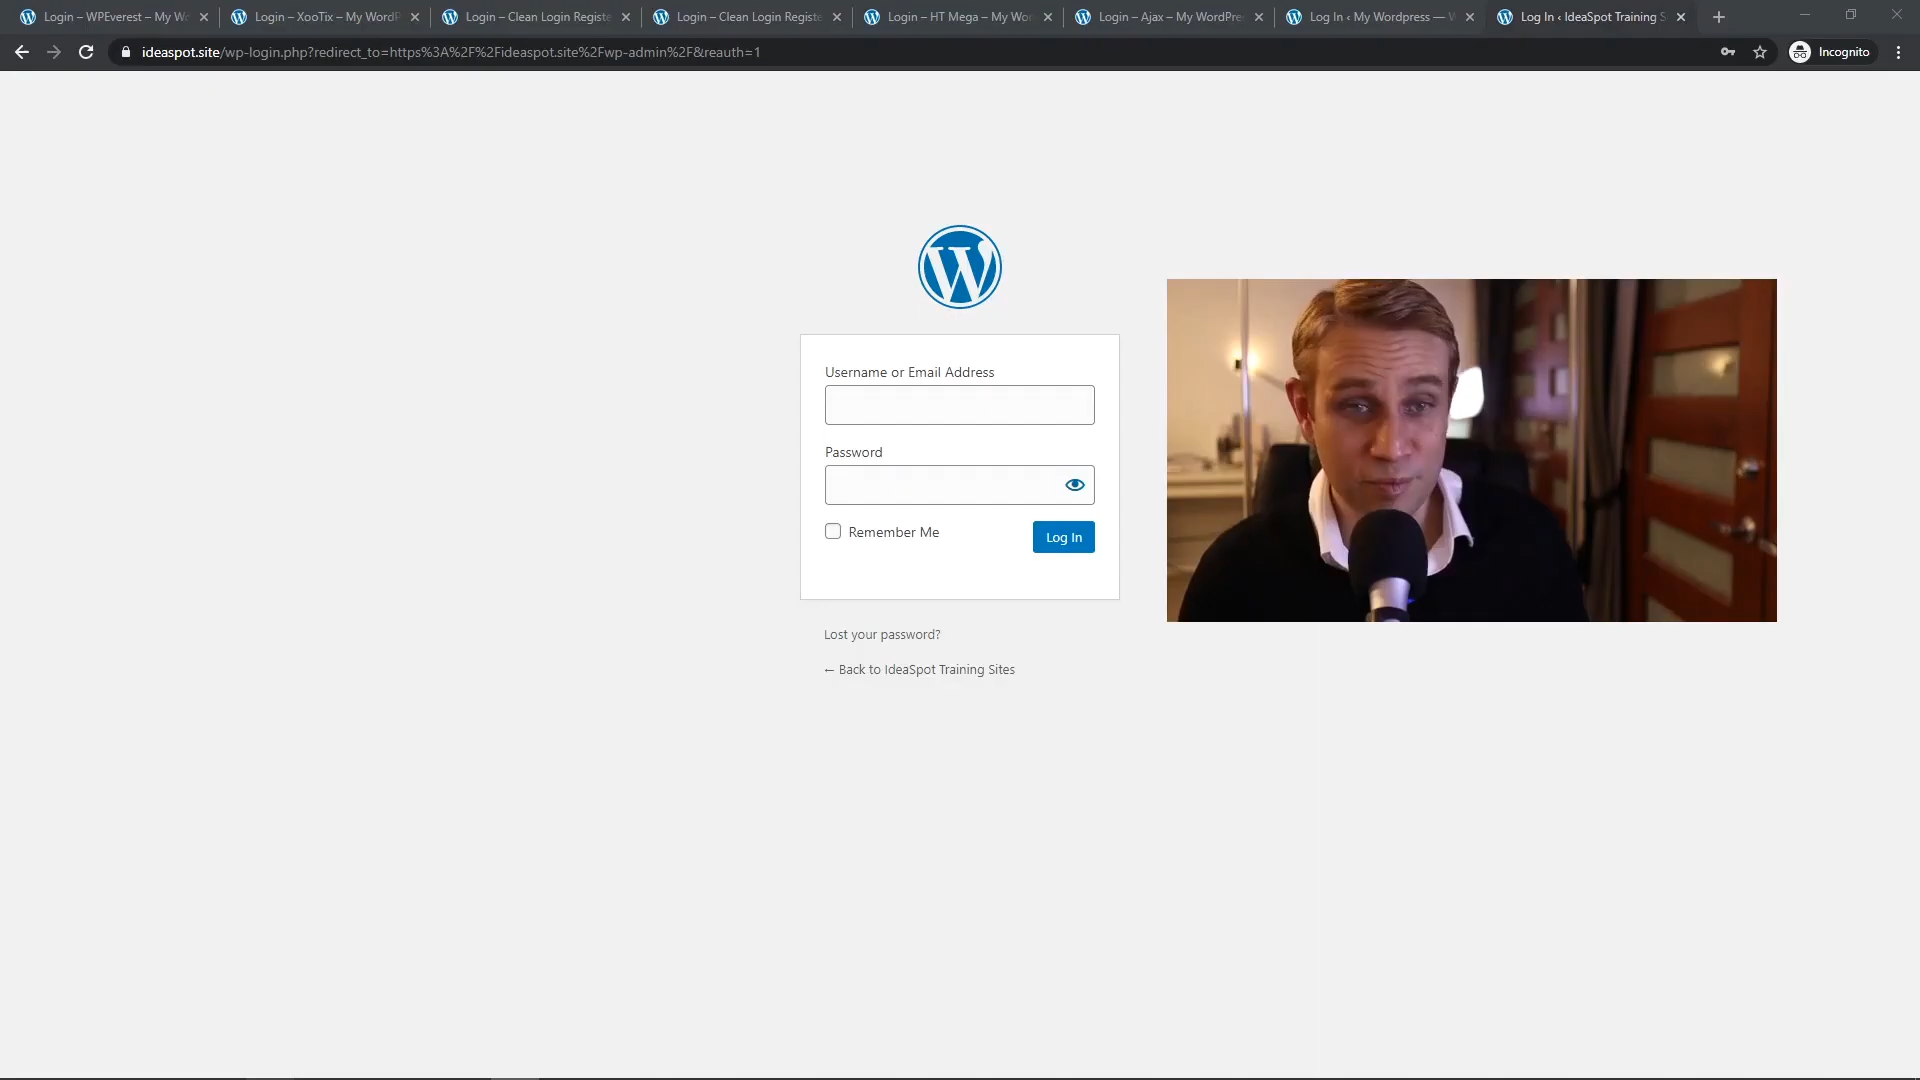 Login – WPEverest – My Wo
Login – XooTix – My WordP
Login – Clean Login Registe
Login – Clean Login Registe
Login – HT Mega – My Wor
Login – Ajax – My WordPre
Log In ‹ My Wordpress — W
Log In ‹ IdeaSpot Training S
ideaspot.site/wp-login.php?redirect_to=https%3A%2F%2Fideaspot.site%2Fwp-admin%2F&reauth=1
Incognito
Username or Email Address
Password
Remember Me
Log In
Lost your password?
← Back to IdeaSpot Training Sites